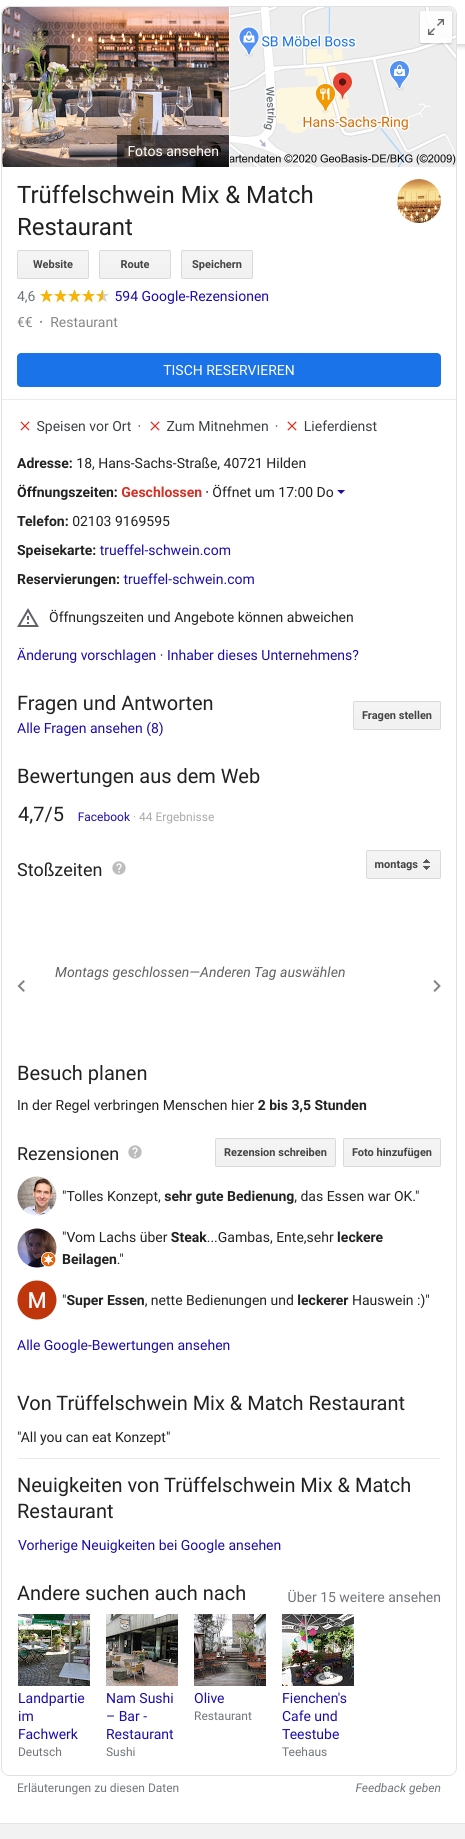 SB Möbel Boss
Westring
Hans-Sachs-Ring
Fotos ansehen
artendaten ©2020 GeoBasis-DE/BKG (©2009)
Trüffelschwein Mix & Match
Restaurant
Website Route Speichern
4,6 594 Google-Rezensionen
€€ · Restaurant
TISCH RESERVIEREN
Speisen vor Ort · Zum Mitnehmen · Lieferdienst
Adresse: 18, Hans-Sachs-Straße, 40721 Hilden
Öffnungszeiten: Geschlossen · Öffnet um 17:00 Do
Telefon: 02103 9169595
Speisekarte: trueffel-schwein.com
Reservierungen: trueffel-schwein.com
Öffnungszeiten und Angebote können abweichen
Änderung vorschlagen · Inhaber dieses Unternehmens?
Fragen und Antworten
Alle Fragen ansehen (8)
Fragen stellen
Bewertungen aus dem Web
4,7/5 Facebook · 44 Ergebnisse
Stoßzeiten ? montags
Montags geschlossen—Anderen Tag auswählen
Besuch planen
In der Regel verbringen Menschen hier 2 bis 3,5 Stunden
Rezensionen ? Rezension schreiben Foto hinzufügen
"Tolles Konzept, sehr gute Bedienung, das Essen war OK."
"Vom Lachs über Steak...Gambas, Ente,sehr leckere
Beilagen."
M "Super Essen, nette Bedienungen und leckerer Hauswein :)"
Alle Google-Bewertungen ansehen
Von Trüffelschwein Mix & Match Restaurant
"All you can eat Konzept"
Neuigkeiten von Trüffelschwein Mix & Match
Restaurant
Vorherige Neuigkeiten bei Google ansehen
Andere suchen auch nach Über 15 weitere ansehen
Landpartie
im
Fachwerk
Deutsch
Nam Sushi
– Bar -
Restaurant
Sushi
Olive
Restaurant
Fienchen's
Cafe und
Teestube
Teehaus
Erläuterungen zu diesen Daten Feedback geben